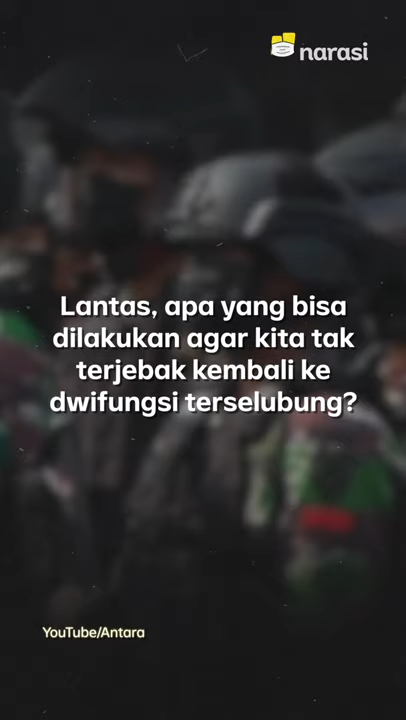 narasi
Lantas, apa yang bisa
dilakukan agar kita tak
terjebak kembali ke
dwifungsi terselubung?
YouTube/Antara